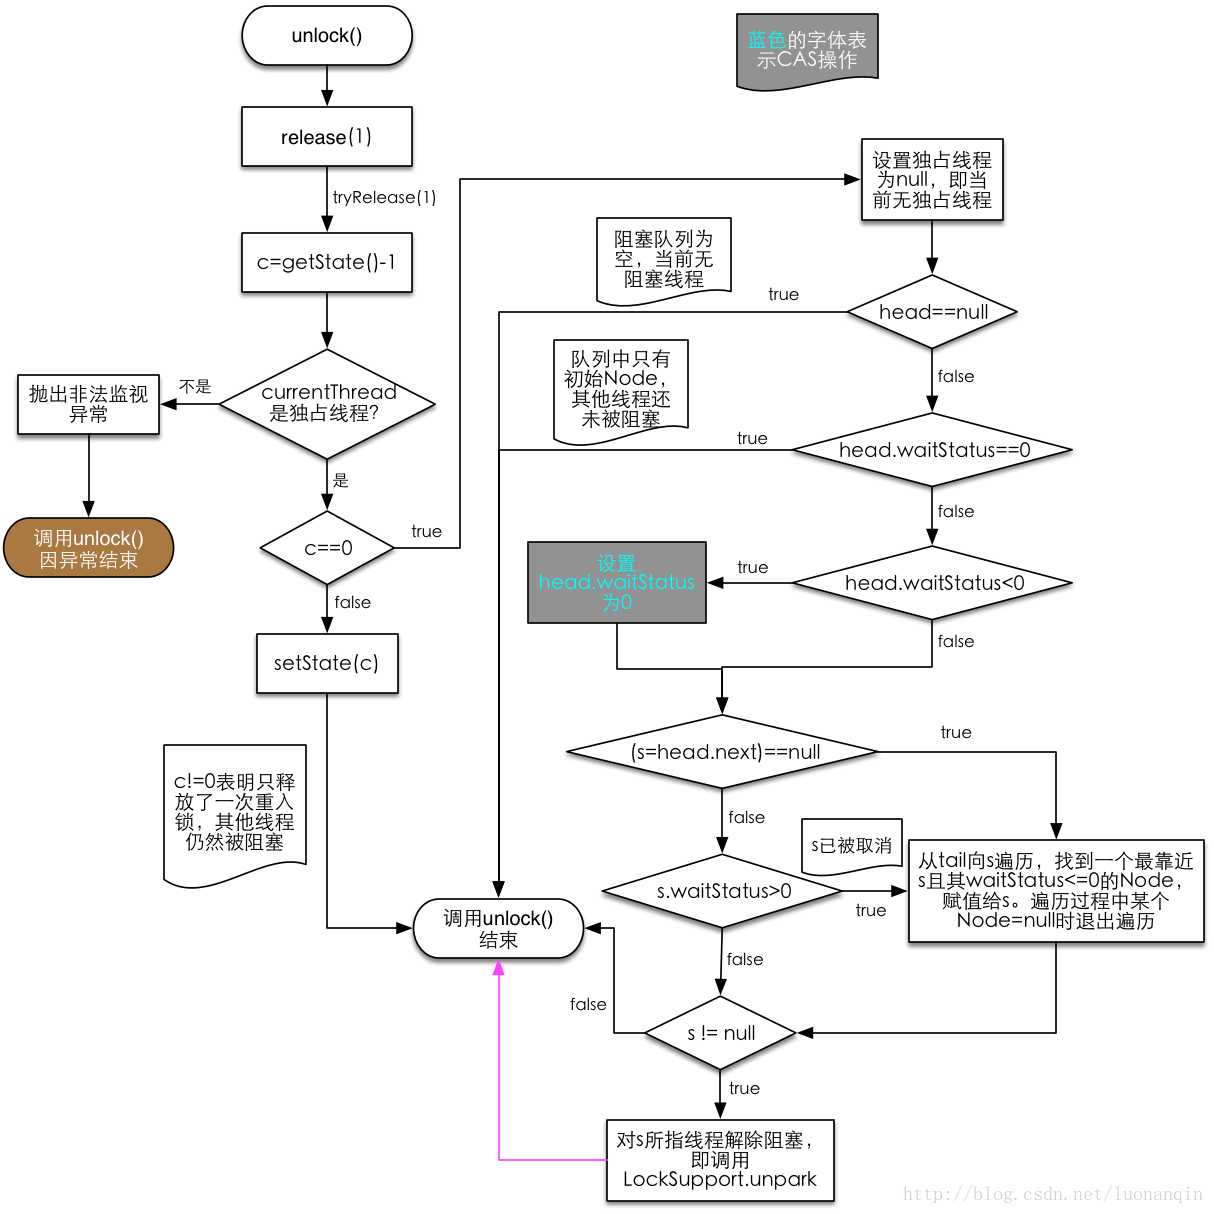 unlock()
蓝色的字体表
示CAS操作
release(1)
tryRelease(1)
设置独占线程
为null，即当
前无独占线程
c=getState()-1
阻塞队列为
空，当前无
阻塞线程
true
head==null
false
队列中只有
初始Node，
其他线程还
未被阻塞
currentThread
是独占线程?
不是
抛出非法监视
异常
是
true
head.waitStatus==0
false
调用unlock()
因异常结束
c==0
true
false
设置
head.waitStatus
为0
true
head.waitStatus<0
false
setState(c)
(s=head.next)==null
true
false
c!=0表明只释
放了一次重入
锁，其他线程
仍然被阻塞
s已被取消
s.waitStatus>0
true
从tail向s遍历，找到一个最靠近
s且其waitStatus<=0的Node，
赋值给s。遍历过程中某个
Node=null时退出遍历
调用unlock()
结束
false
false
s != null
true
对s所指线程解除阻塞，
即调用
LockSupport.unpark
http://blog.csdn.net/luonanqin